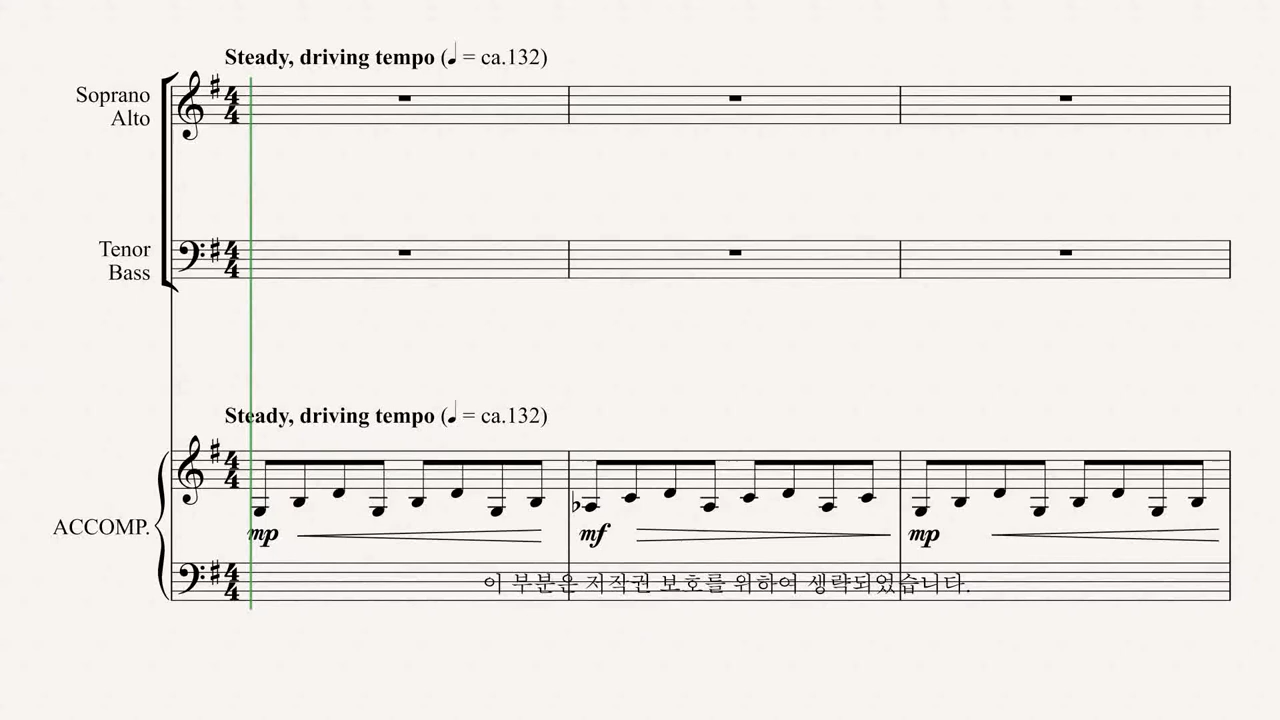 Steady, driving tempo (♩ = ca.132)
Soprano
Alto
Tenor
Bass
Steady, driving tempo (♩ = ca.132)
ACCOMP.
mp
mf
mp
이 부분은 저작권 보호를 위하여 생략되었습니다.